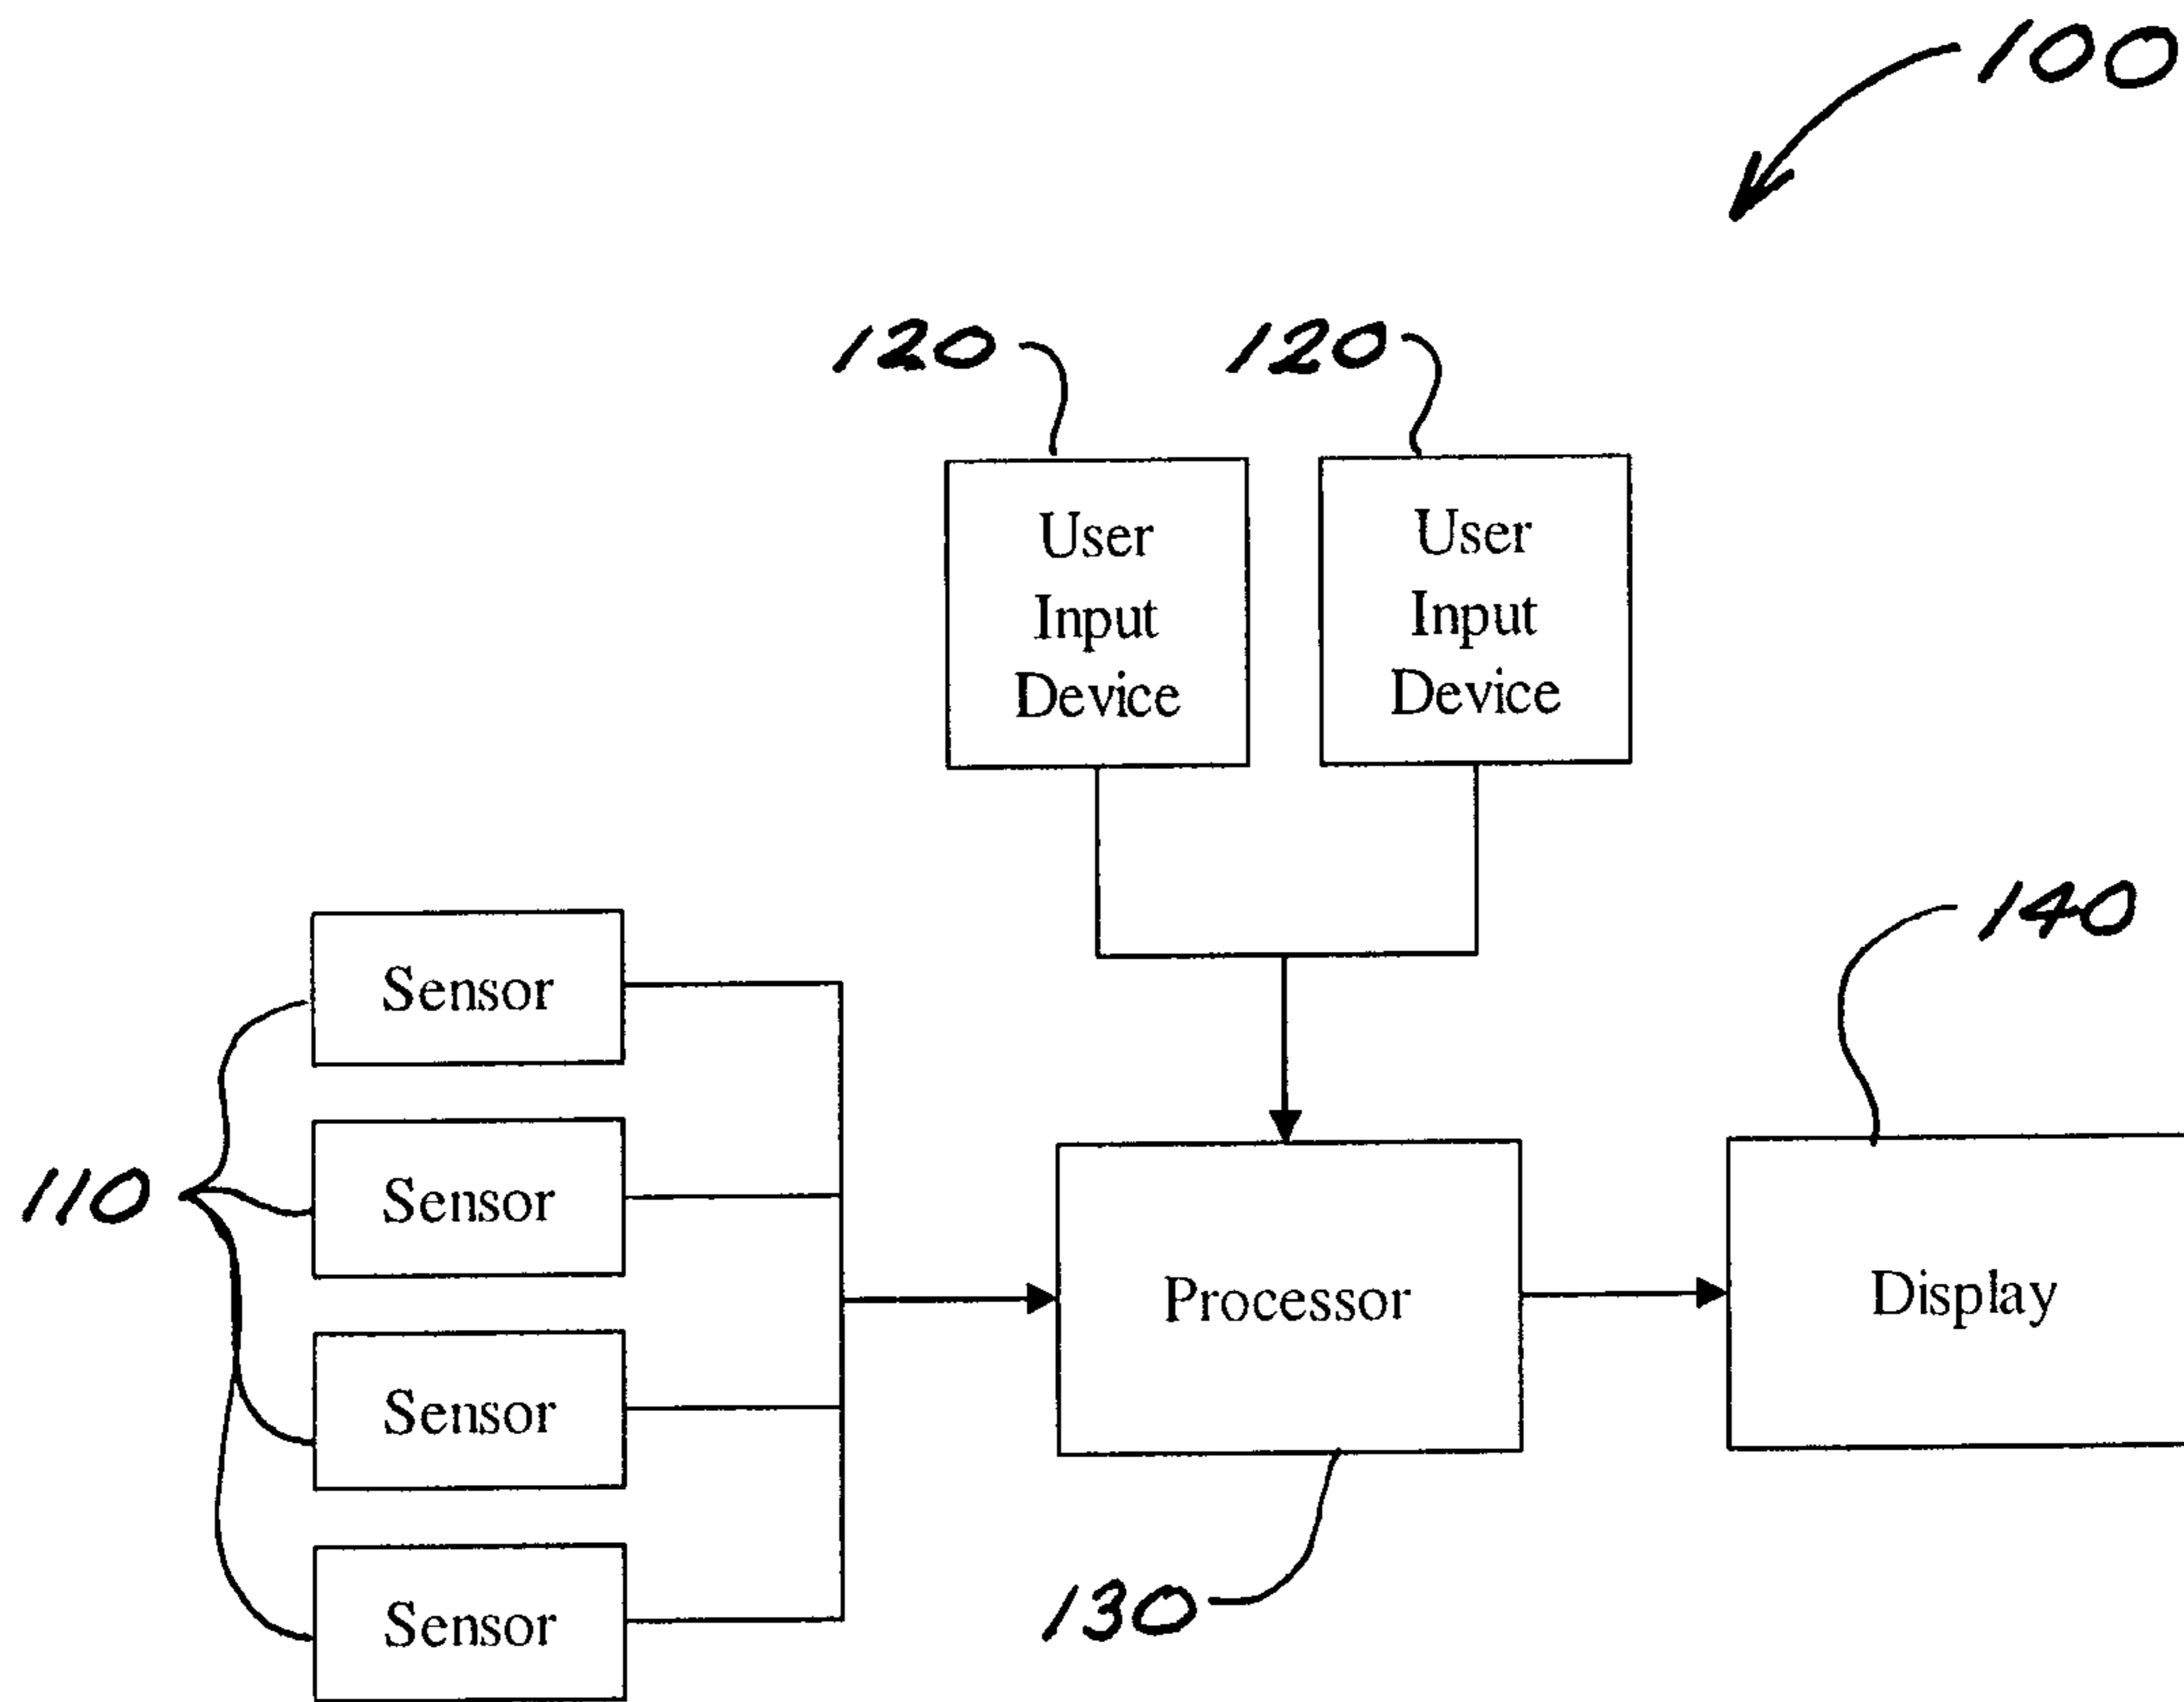 100
120
120
User
Input
Device
User
Input
Device
140
Sensor
Sensor
110
Processor
Display
Sensor
130
Sensor